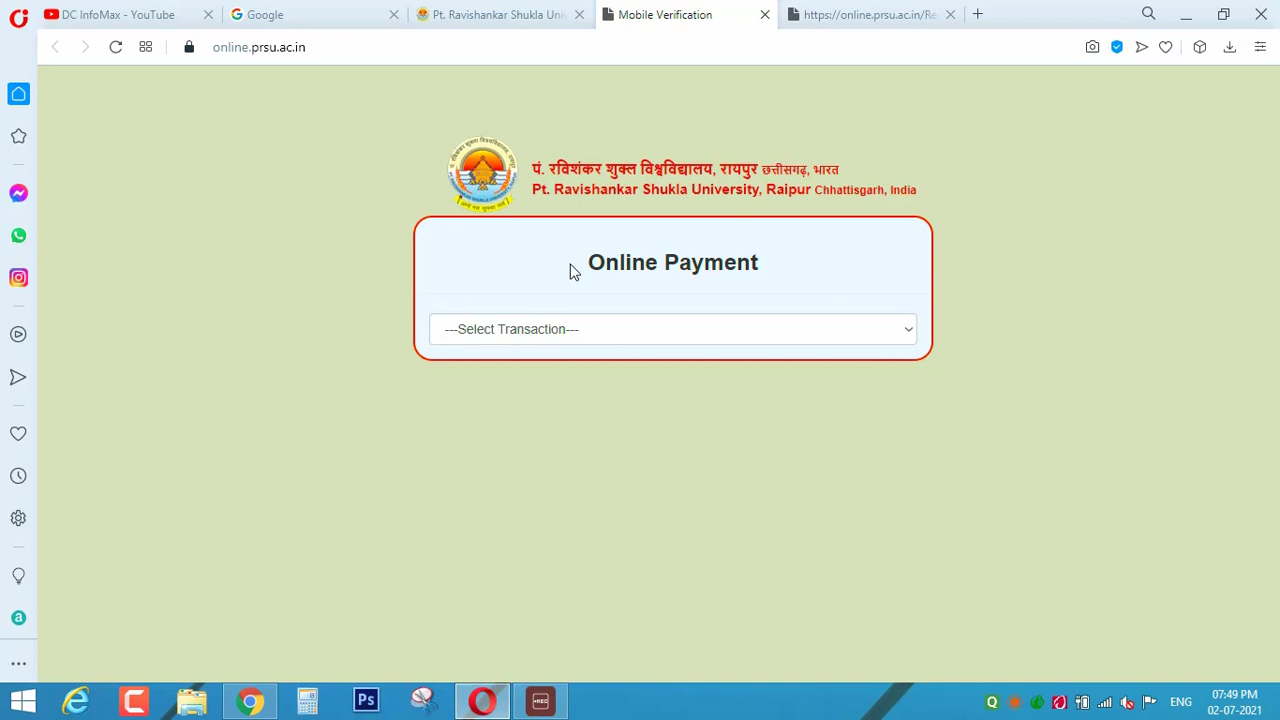 DC InfoMax - YouTube
Google
Pt. Ravishankar Shukla Uni
Mobile Verification
https://online.prsu.ac.in/Re
online.prsu.ac.in
पं. रविशंकर शुक्ल विश्वविद्यालय, रायपुर छत्तीसगढ़, भारत
Pt. Ravishankar Shukla University, Raipur Chhattisgarh, India
Online Payment
---Select Transaction---
a
Ps
REC
Q
ENG
07:49 PM
02-07-2021